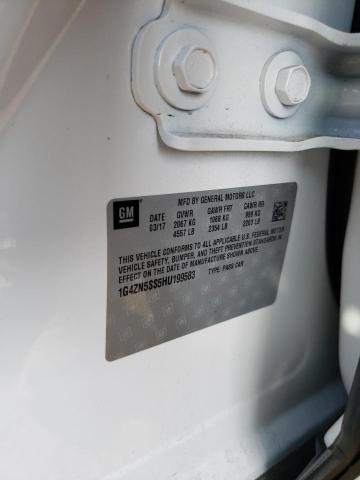 GM
MFD BY GENERAL MOTORS LLC
DATE GVWR GAWR FRT GAWR RR
03/17 2067 KG 1068 KG 999 KG
4557 LB 2354 LB 2203 LB
THIS VEHICLE CONFORMS TO ALL APPLICABLE U.S. FEDERAL MOTOR
VEHICLE SAFETY, BUMPER, AND THEFT PREVENTION STANDARDS IN
EFFECT ON THE DATE OF MANUFACTURE SHOWN ABOVE.
1G4ZN5SS5HU199583 TYPE: PASS CAR